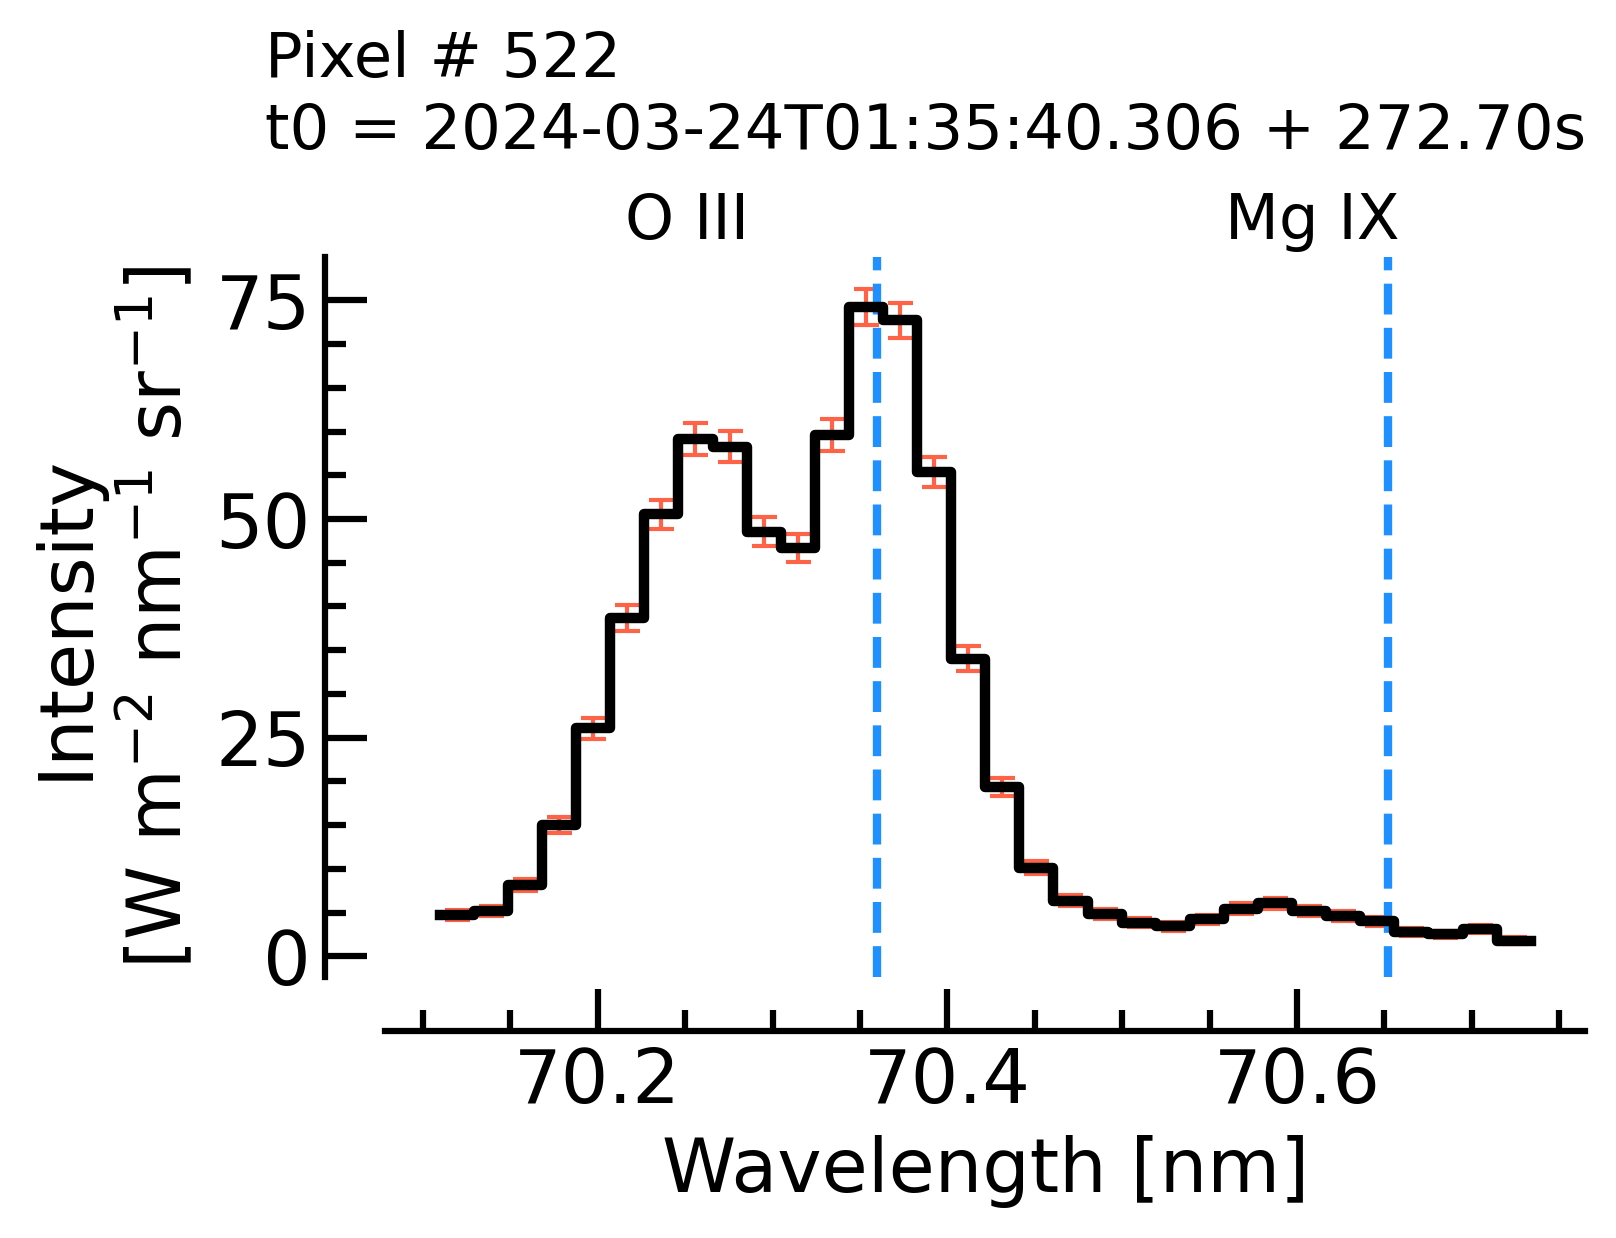 Pixel # 522
t0 = 2024-03-24T01:35:40.306 + 272.70s
O III
Mg IX
Intensity
[W m⁻² nm⁻¹ sr⁻¹]
75
50
25
0
70.2
70.4
70.6
Wavelength [nm]